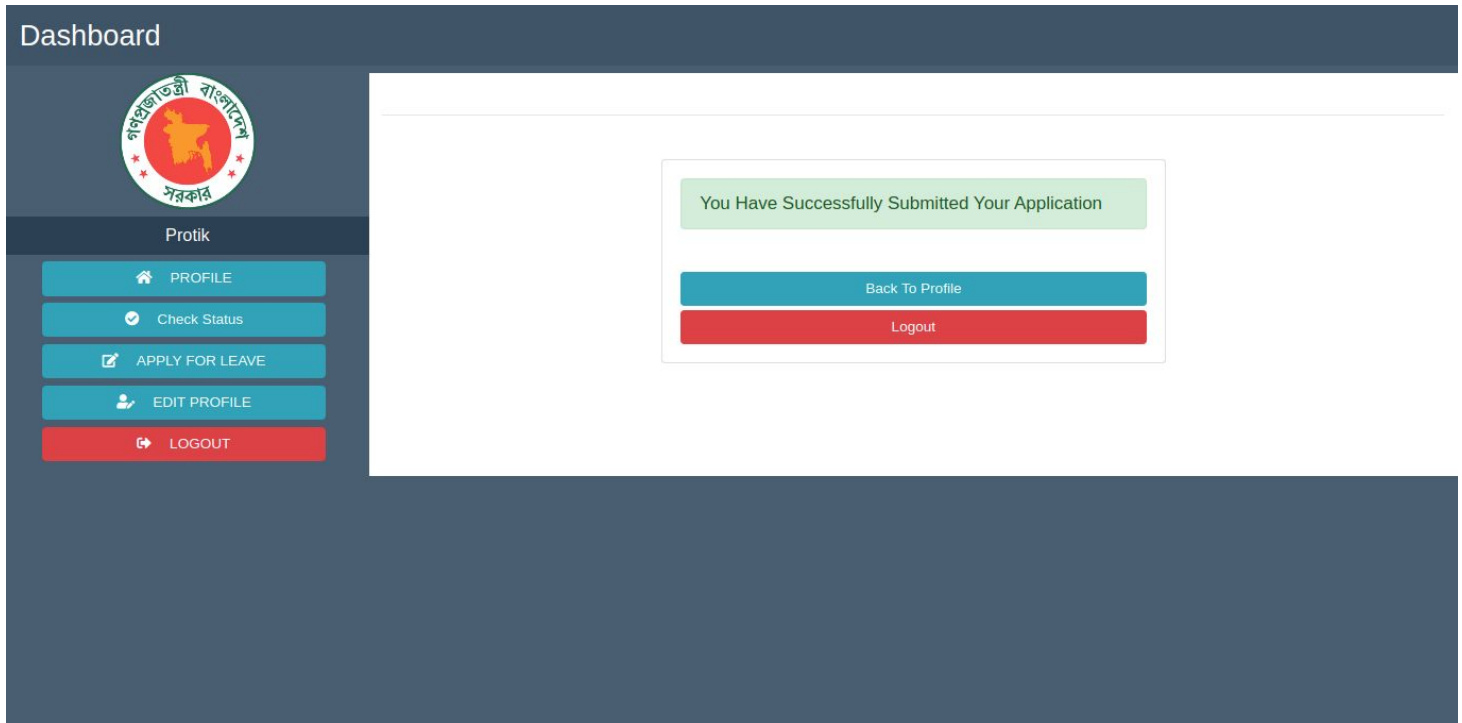 Dashboard
গণপ্রজাতন্ত্রী বাংলাদেশ
সরকার
Protik
PROFILE
Check Status
APPLY FOR LEAVE
EDIT PROFILE
LOGOUT
You Have Successfully Submitted Your Application
Back To Profile
Logout